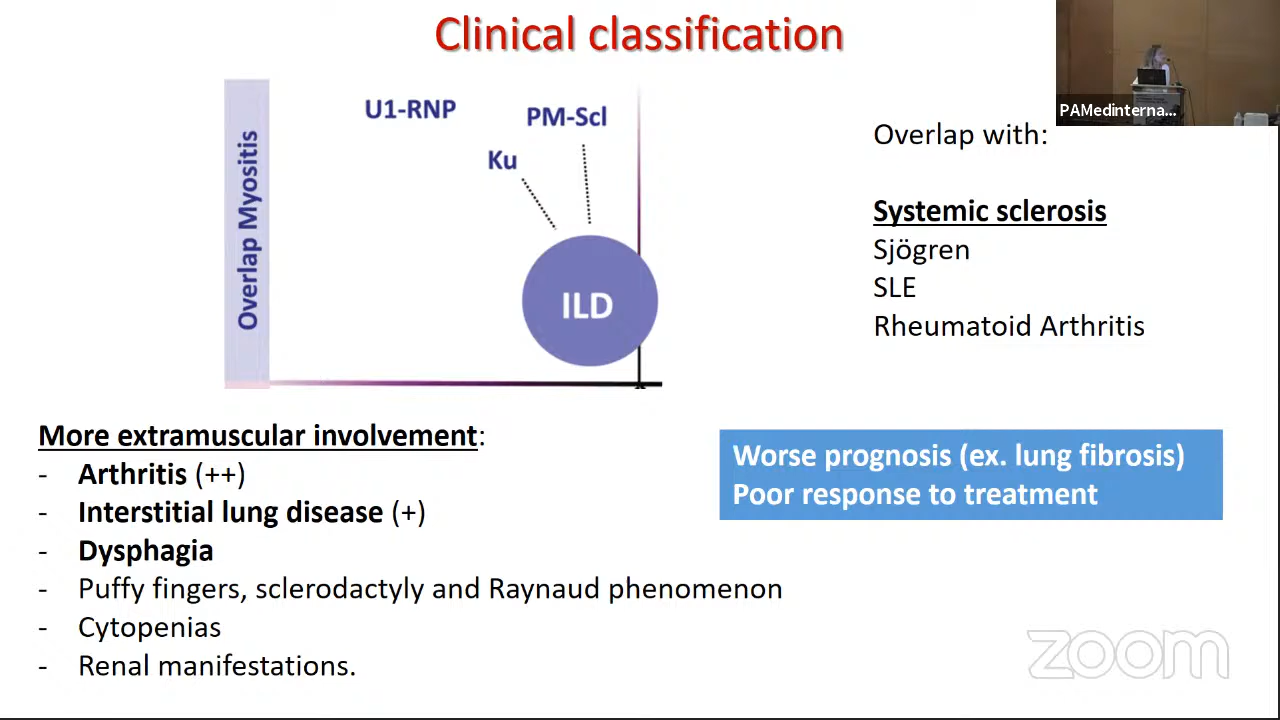 Clinical classification
PAMedinterna...
Overlap Myositis
U1-RNP
PM-Scl
Ku
ILD
Overlap with:
Systemic sclerosis
Sjögren
SLE
Rheumatoid Arthritis
More extramuscular involvement:
- Arthritis (++)
- Interstitial lung disease (+)
- Dysphagia
- Puffy fingers, sclerodactyly and Raynaud phenomenon
- Cytopenias
- Renal manifestations.
Worse prognosis (ex. lung fibrosis)
Poor response to treatment
zoom